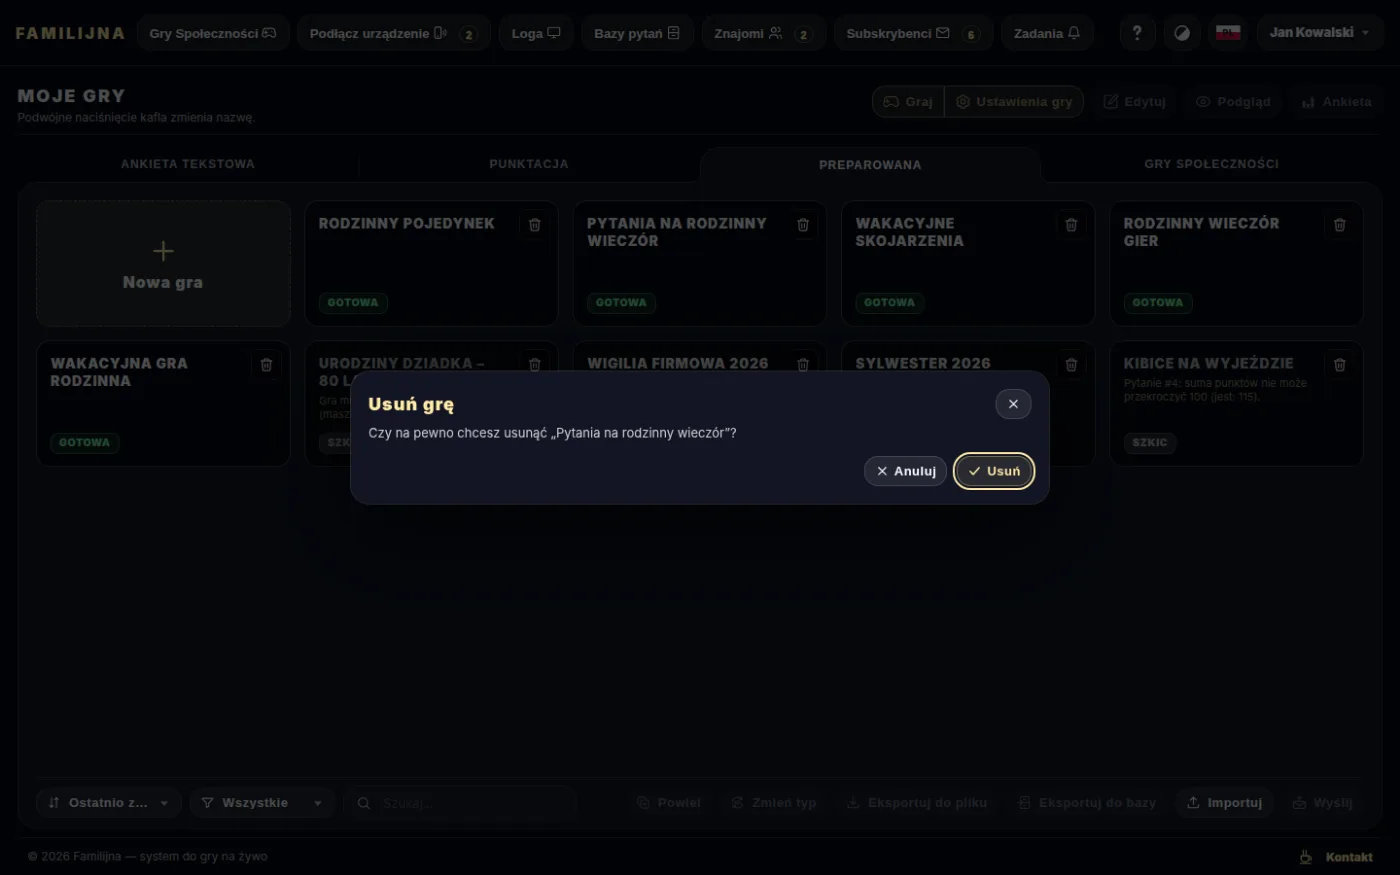 FAMILIJNA
Gry Społeczności
Podłącz urządzenie 2
Loga
Bazy pytań
Znajomi 2
Subskrybenci 6
Zadania
?
PL
Jan Kowalski
MOJE GRY
Podwójne naciśnięcie kafla zmienia nazwę.
Graj
Ustawienia gry
Edytuj
Podgląd
Ankieta
ANKIETA TEKSTOWA
PUNKTACJA
PREPAROWANA
GRY SPOŁECZNOŚCI
Nowa gra
RODZINNY POJEDYNEK
GOTOWA
PYTANIA NA RODZINNY
WIECZÓR
GOTOWA
WAKACYJNE
SKOJARZENIA
GOTOWA
RODZINNY WIECZÓR
GIER
GOTOWA
WAKACYJNA GRA
RODZINNA
GOTOWA
URODZINY DZIADKA –
80 L
Gra m
(masz
SZK
WIGILIA FIRMOWA 2026
SYLWESTER 2026
KIBICE NA WYJEŹDZIE
Pytanie #4: suma punktów nie może
przekroczyć 100 (jest: 115).
SZKIC
Usuń grę
Czy na pewno chcesz usunąć „Pytania na rodzinny wieczór”?
Anuluj
Usuń
Ostatnio z...
Wszystkie
Szukaj...
Powiel
Zmień typ
Eksportuj do pliku
Eksportuj do bazy
Importuj
Wyślij
© 2026 Familijna — system do gry na żywo
Kontakt